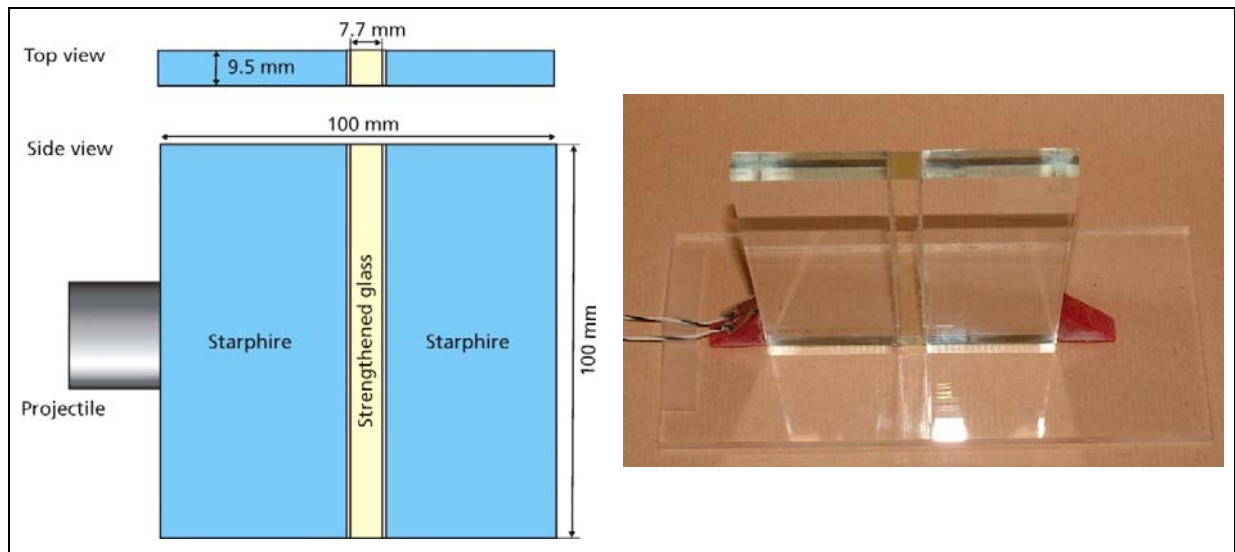 Top view
7.7 mm
9.5 mm
Side view
100 mm
Projectile
Starphire
Strengthened glass
Starphire
100 mm